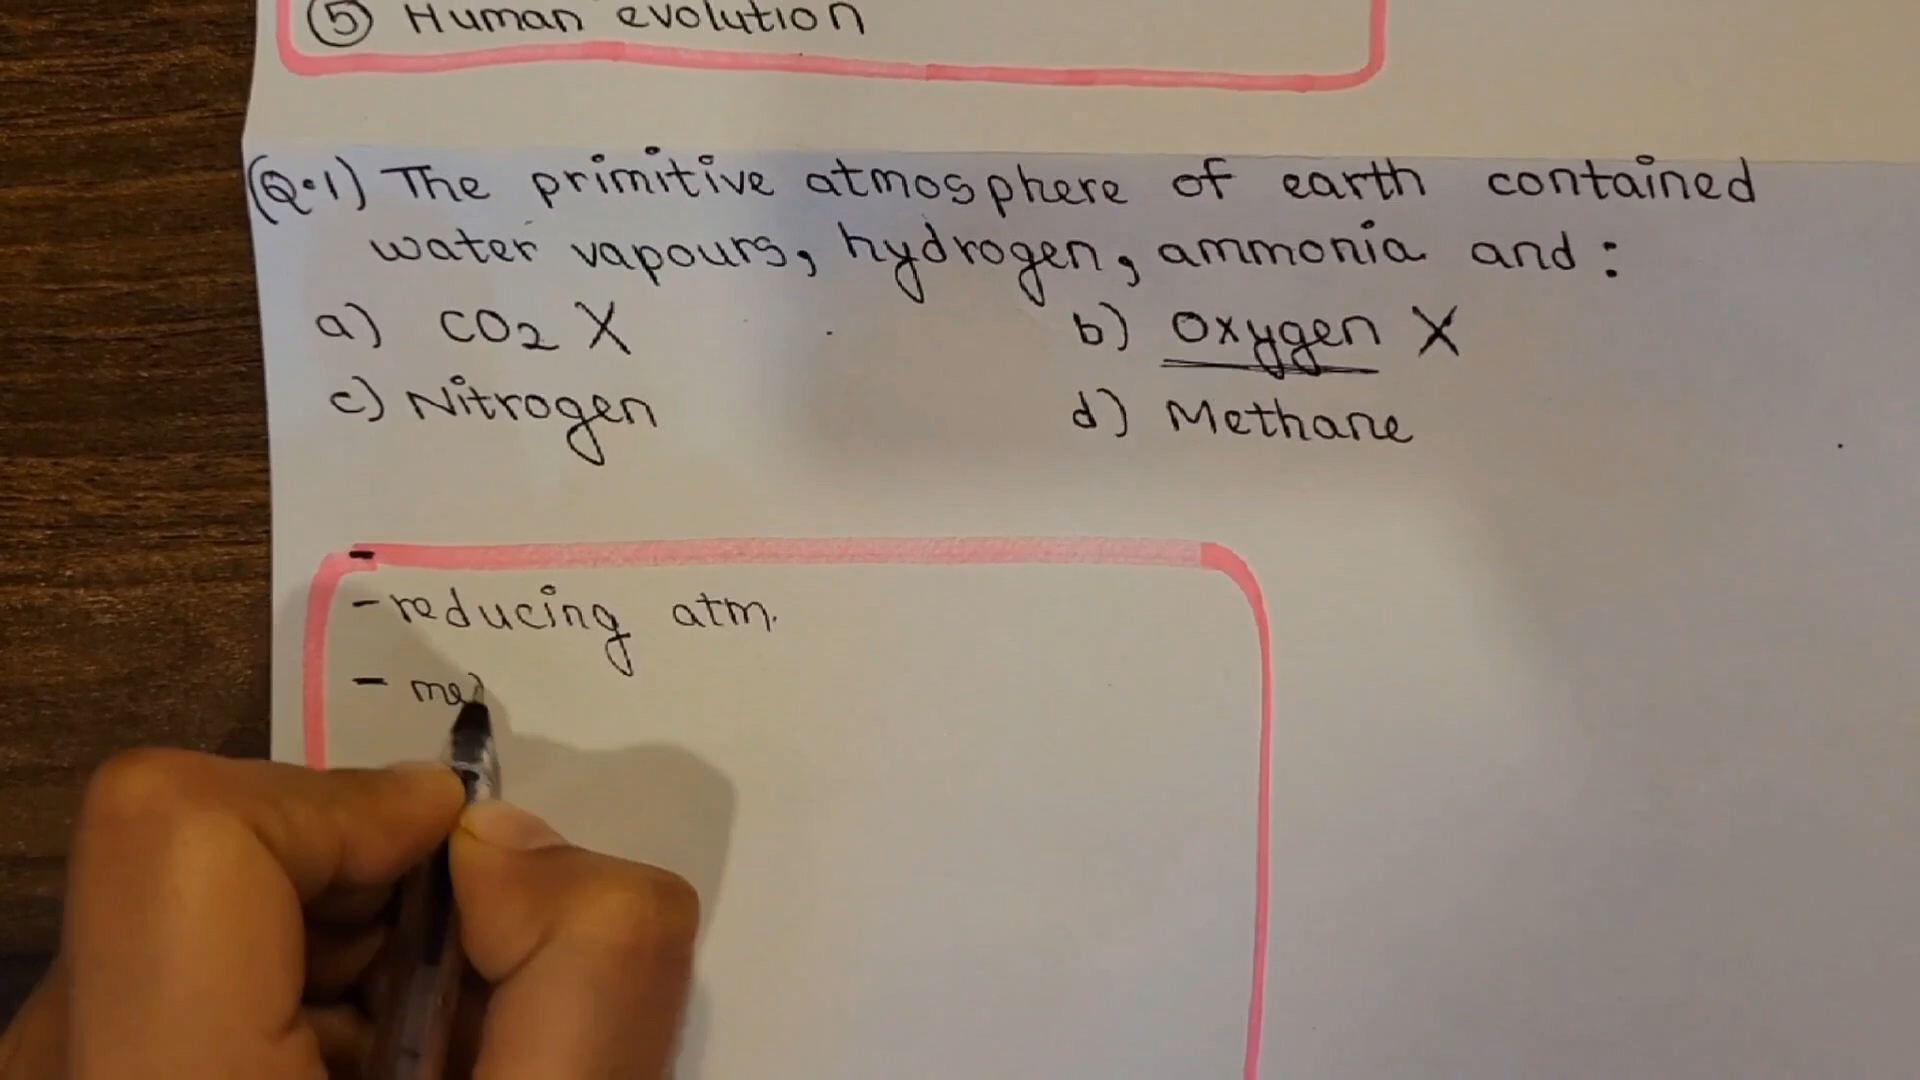 ⑤ Human evolution
(Q.1) The primitive atmosphere of earth contained
water vapours, hydrogen, ammonia and :
a) CO2 X
b) Oxygen X
c) Nitrogen
d) Methane
- reducing atm.
- me